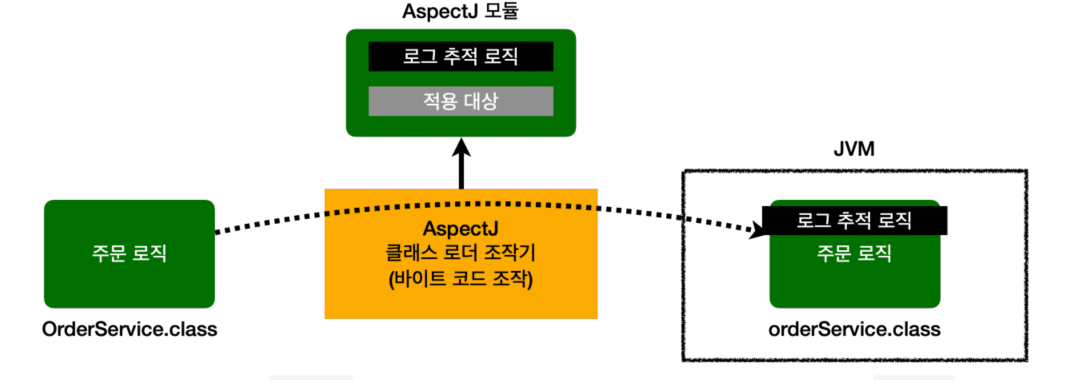 AspectJ 모듈
로그 추적 로직
적용 대상
JVM
주문 로직
AspectJ
클래스 로더 조작기
(바이트 코드 조작)
로그 추적 로직
주문 로직
OrderService.class
orderService.class